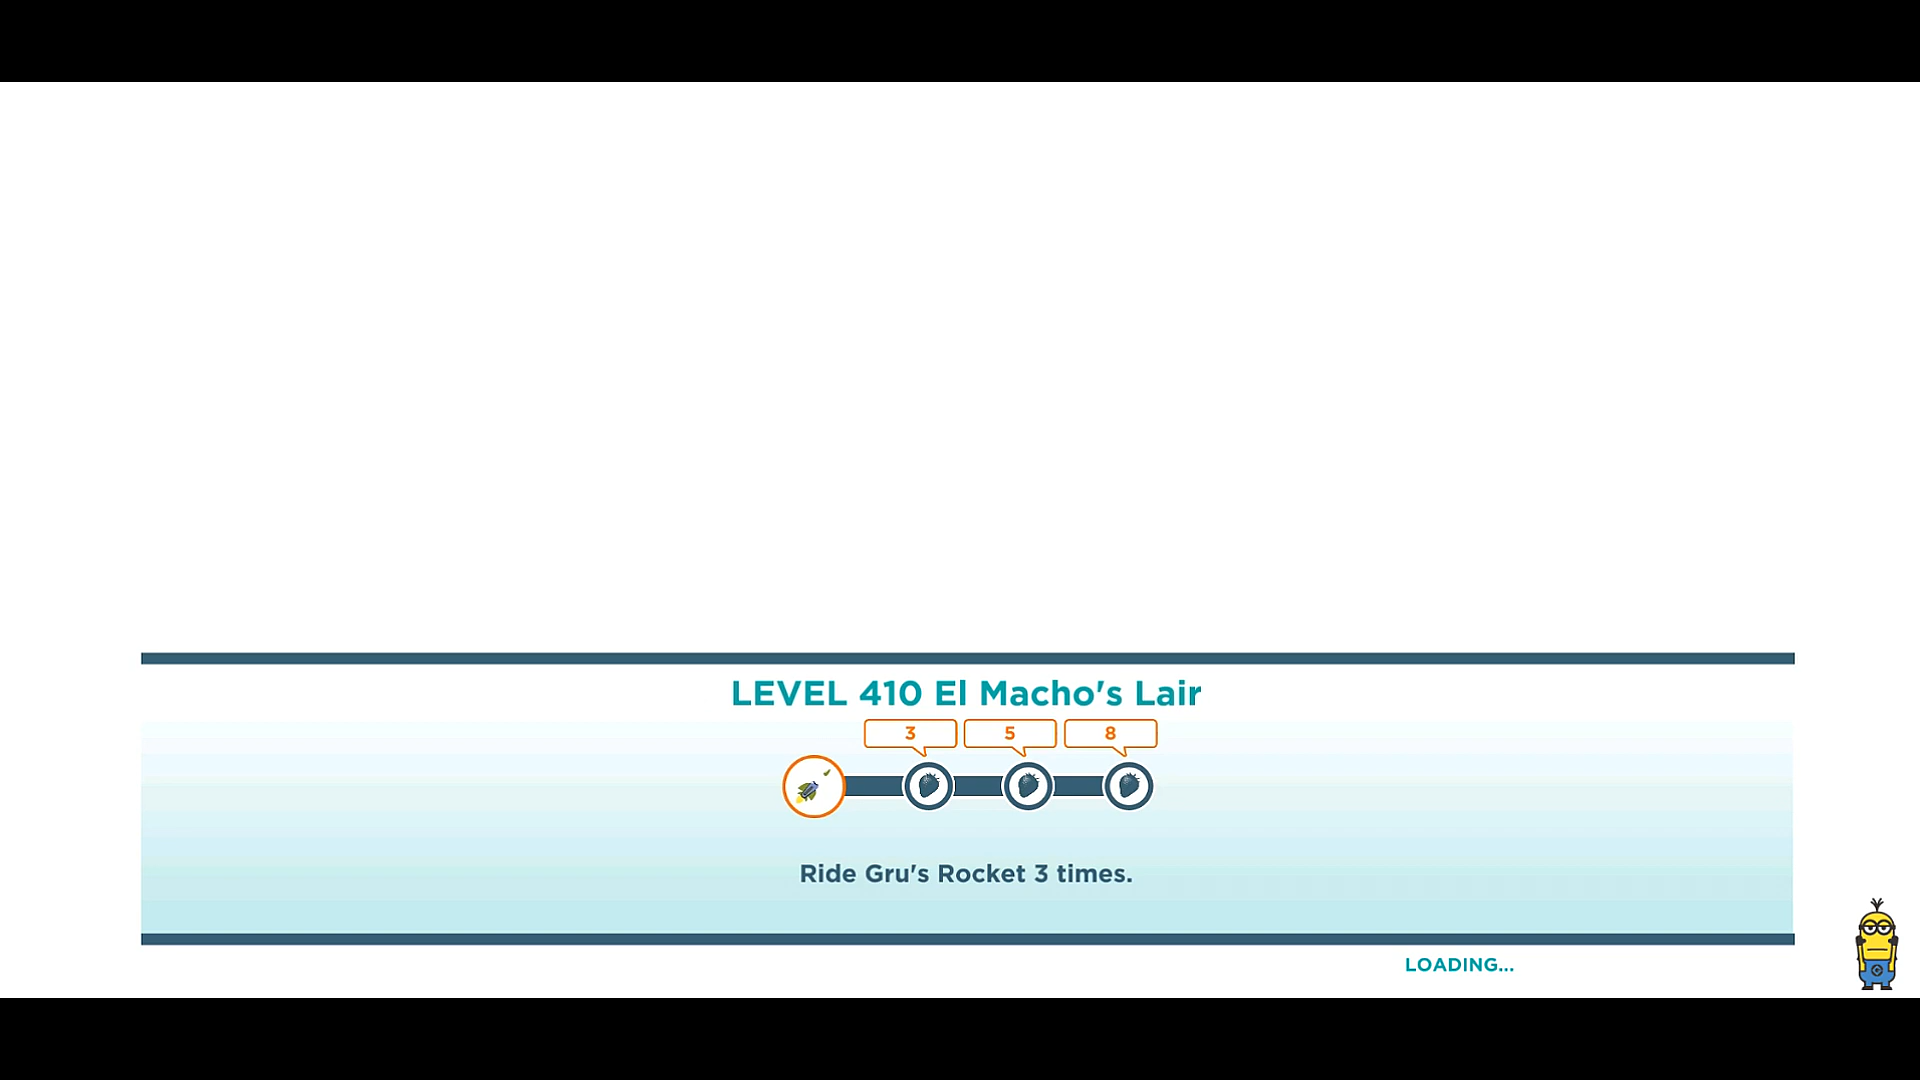 LEVEL 410 El Macho's Lair
3 5 8
Ride Gru's Rocket 3 times.
LOADING...